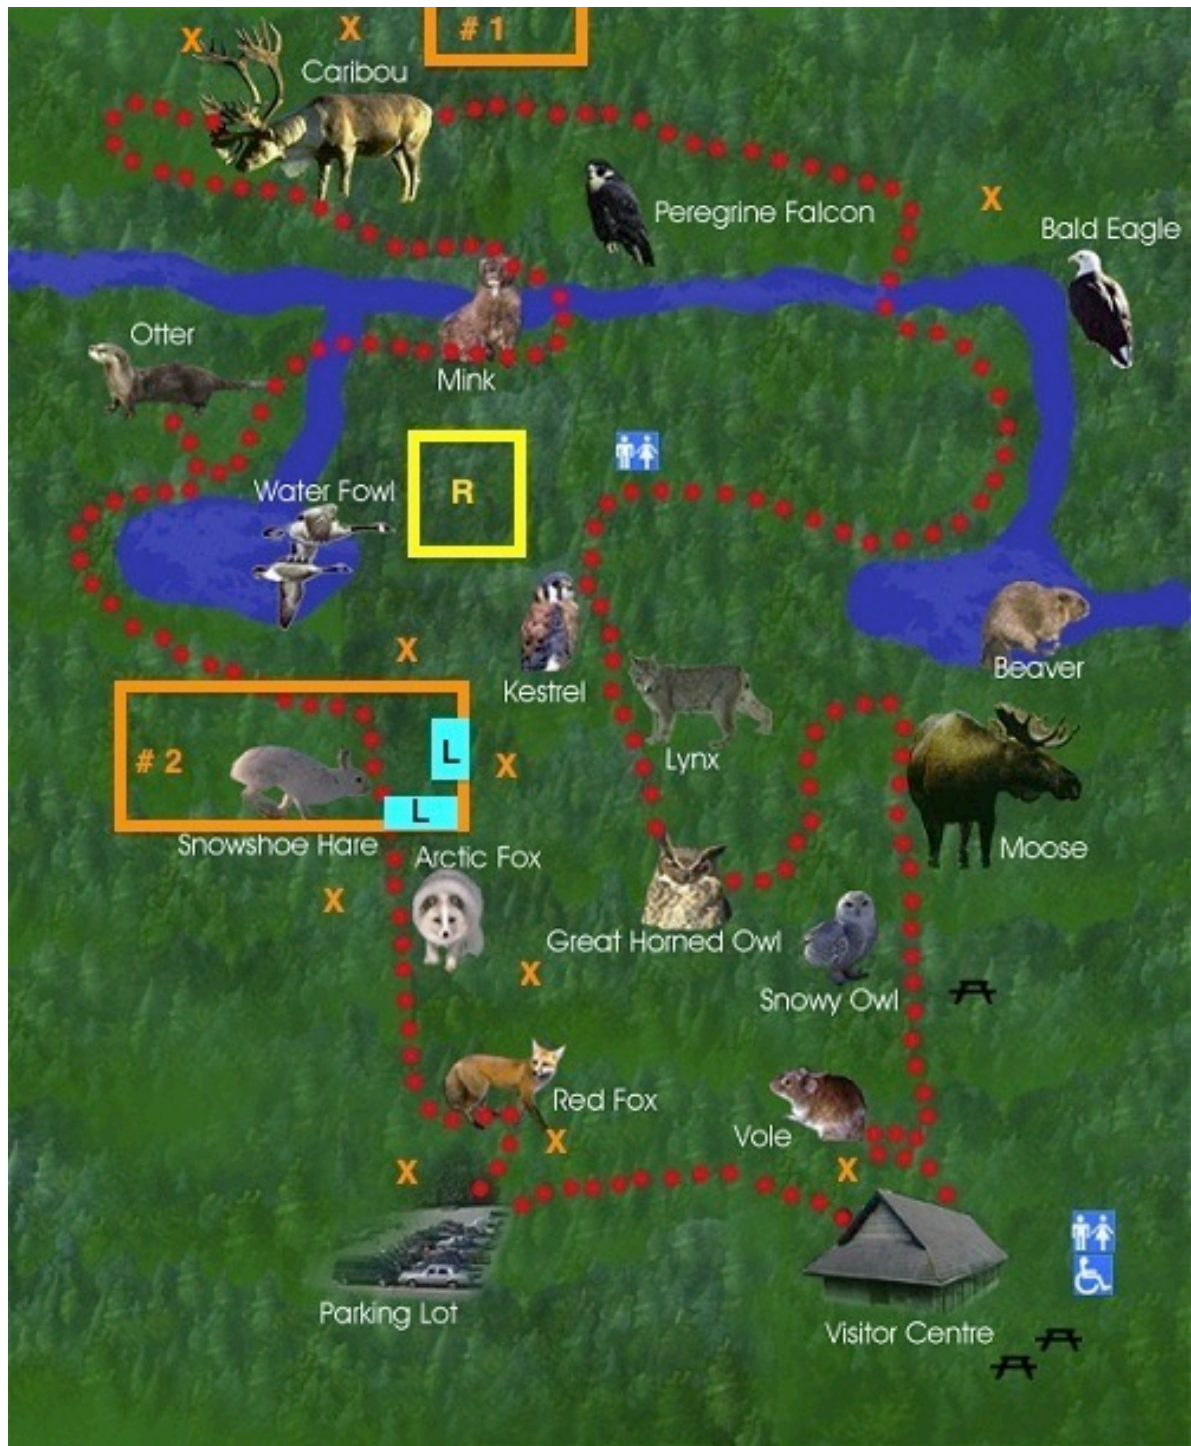 # 1
X
X
Caribou
X
Peregrine Falcon
Bald Eagle
Otter
Mink
Water Fowl
R
X
Kestrel
Beaver
# 2
L
X
Lynx
L
Snowshoe Hare
Arctic Fox
Moose
X
Great Horned Owl
X
Snowy Owl
Red Fox
Vole
X
X
X
Parking Lot
Visitor Centre